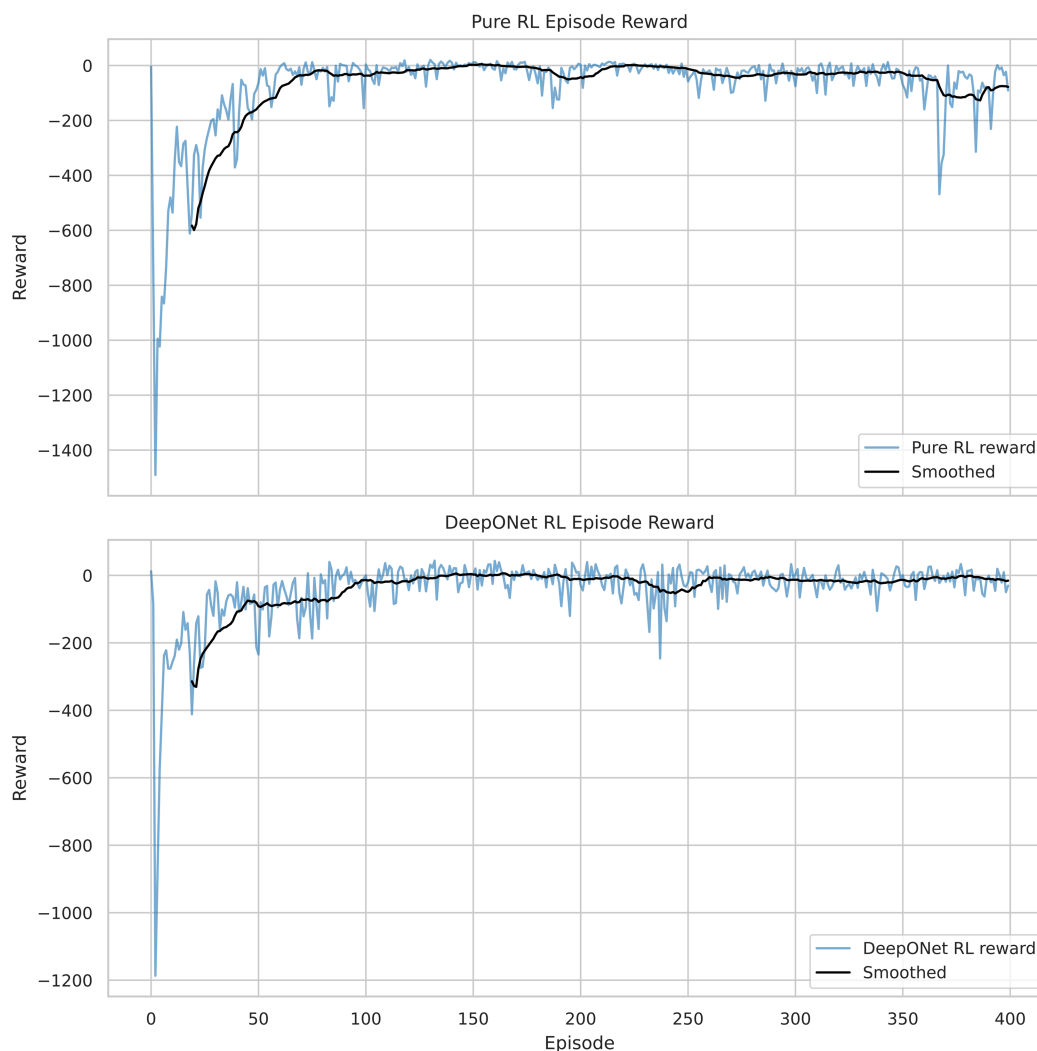 Pure RL Episode Reward
0
−200
−400
−600
−800
−1000
−1200
−1400
Reward
Pure RL reward
Smoothed
DeepONet RL Episode Reward
0
−200
−400
−600
−800
−1000
−1200
Reward
DeepONet RL reward
Smoothed
0 50 100 150 200 250 300 350 400
Episode